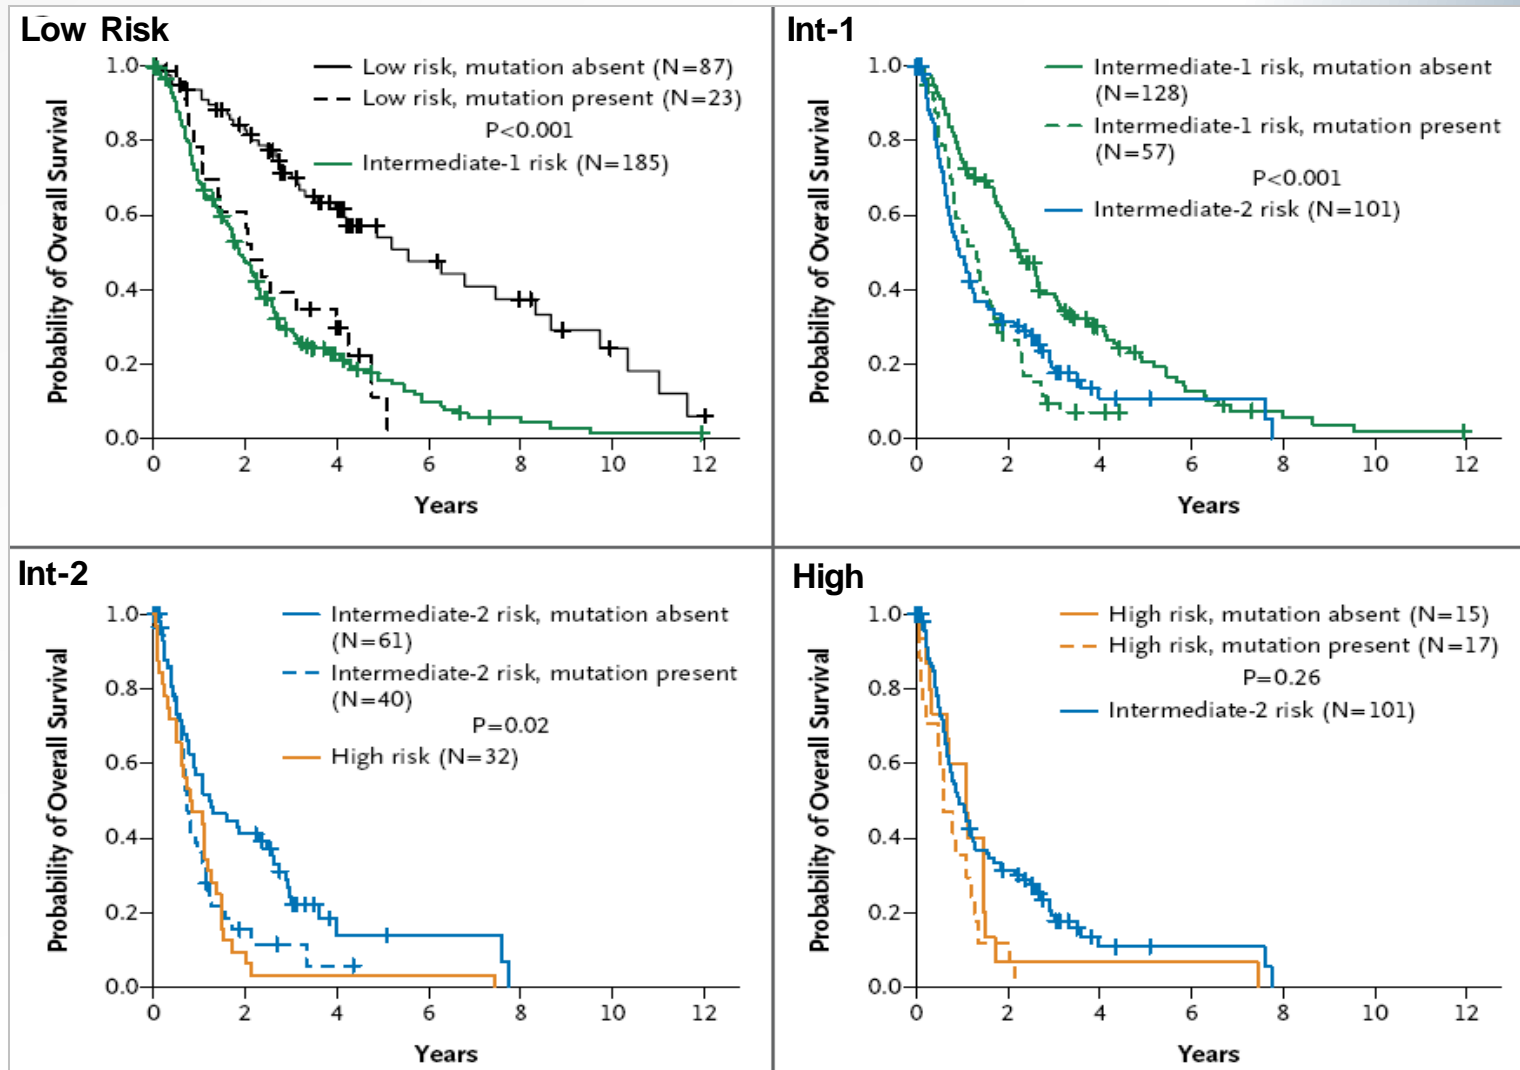 Low Risk
1.0
0.8
0.6
0.4
0.2
0.0
Probability of Overall Survival
Low risk, mutation absent (N=87)
Low risk, mutation present (N=23)
P<0.001
Intermediate-1 risk (N=185)
0 2 4 6 8 10 12
Years
Int-1
1.0
0.8
0.6
0.4
0.2
0.0
Probability of Overall Survival
Intermediate-1 risk, mutation absent
(N=128)
Intermediate-1 risk, mutation present
(N=57)
P<0.001
Intermediate-2 risk (N=101)
0 2 4 6 8 10 12
Years
Int-2
1.0
0.8
0.6
0.4
0.2
0.0
Probability of Overall Survival
Intermediate-2 risk, mutation absent
(N=61)
Intermediate-2 risk, mutation present
(N=40)
P=0.02
High risk (N=32)
0 2 4 6 8 10 12
Years
High
1.0
0.8
0.6
0.4
0.2
0.0
Probability of Overall Survival
High risk, mutation absent (N=15)
High risk, mutation present (N=17)
P=0.26
Intermediate-2 risk (N=101)
0 2 4 6 8 10 12
Years